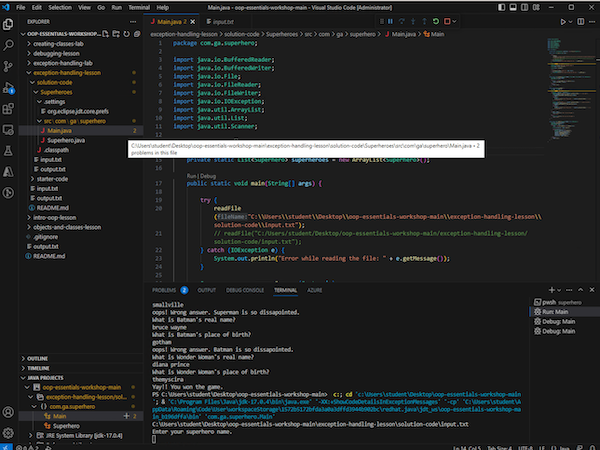 File Edit Selection View Go Run Terminal Help
Main.java - oop-essentials-workshop-main - Visual Studio Code [Administrator]
EXPLORER
OOP-ESSENTIALS-WORKSHOP-...
creating-classes-lab
debugging-lesson
exception-handling-lab
exception-handling-lesson
solution-code
Superheroes
.settings
org.eclipse.jdt.core.prefs
src \ com \ ga \ superhero
Main.java 2
Superhero.java
.classpath
input.txt
output.txt
starter-code
input.txt
output.txt
README.md
intro-oop-lesson
objects-and-classes-lesson
.gitignore
output.txt
README.md
OUTLINE
TIMELINE
JAVA PROJECTS
oop-essentials-workshop-main
exception-handling-lesson/sol...
com.ga.superhero
Main
Superhero
JRE System Library [jdk-17.0.4]
Main.java 2
input.txt
exception-handling-lesson > solution-code > Superheroes > src > com > ga > superhero > Main.java > Main
1 package com.ga.superhero;
3 import java.io.BufferedReader;
4 import java.io.BufferedWriter;
5 import java.io.File;
6 import java.io.FileReader;
7 import java.io.FileWriter;
8 import java.io.IOException;
9 import java.util.ArrayList;
10 import java.util.List;
11 import java.util.Scanner;
12
C:\Users\student\Desktop\oop-essentials-workshop-main\exception-handling-lesson\solution-code\Superheroes\src\com\ga\superhero\Main.java • 2
problems in this file
private static List<Superhero> superheroes = new ArrayList<Superhero>();
Run | Debug
17 public static void main(String[] args) {
18
19 try {
20 readFile
(fileName:"C:\\Users\\student\\Desktop\\oop-essentials-workshop-main\\exception-handling-lesson\\
solution-code\\input.txt");
21 // readFile("C:/Users/student/Desktop/oop-essentials-workshop-main/exception-handling-lesson/
solution-code/input.txt");
22 } catch (IOException e) {
23 System.out.println("Error while reading the file: " + e.getMessage());
24 }
PROBLEMS 2 OUTPUT DEBUG CONSOLE TERMINAL AZURE
smallville
oops! Wrong answer. Superman is so dissapointed.
What is Batman's real name?
bruce wayne
What is Batman's place of birth?
gotham
oops! Wrong answer. Batman is so dissapointed.
What is Wonder Woman's real name?
diana prince
What is Wonder Woman's place of birth?
themyscira
Yay!! You won the game.
PS C:\Users\student\Desktop\oop-essentials-workshop-main> c:; cd 'c:\Users\student\Desktop\oop-essentials-workshop-main
'; & 'C:\Program Files\Java\jdk-17.0.4\bin\java.exe' '-XX:+ShowCodeDetailsInExceptionMessages' '-cp' 'C:\Users\student\A
'com.ga.superhero.Main'
C:\Users\student\Desktop\oop-essentials-workshop-main\exception-handling-lesson\solution-code/input.txt
Enter your superhero name.
pwsh superhero
Run: Main
Debug: Main
Debug: Main
Ln 14, Col 5 Tab Size: 4 UTF-8 LF Java